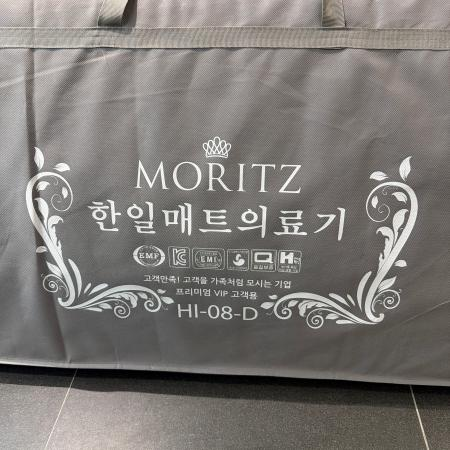 MORITZ
한일매트의료기
EMF EMI Q H
고객만족! 고객을 가족처럼 모시는 기업
프리미엄 VIP 고객용
HI-08-D